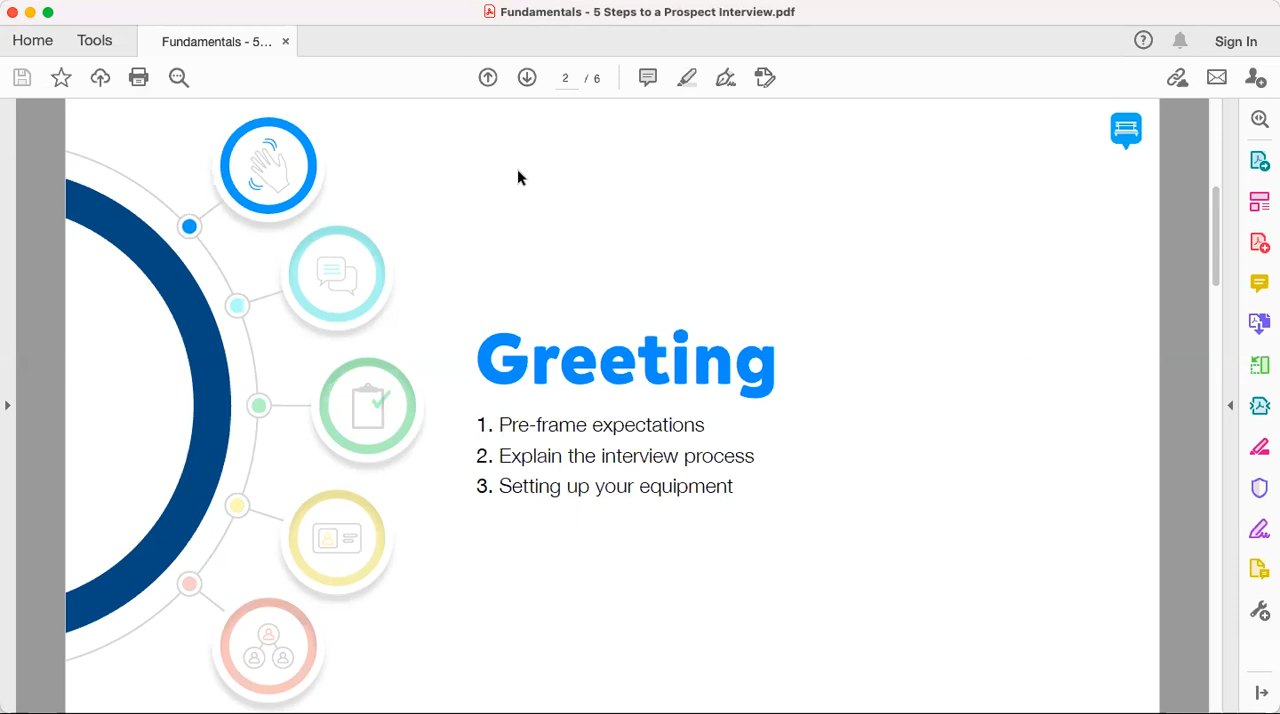 Fundamentals - 5 Steps to a Prospect Interview.pdf
Home
Tools
Fundamentals - 5... ×
Sign In
2 / 6
Greeting
1. Pre-frame expectations
2. Explain the interview process
3. Setting up your equipment